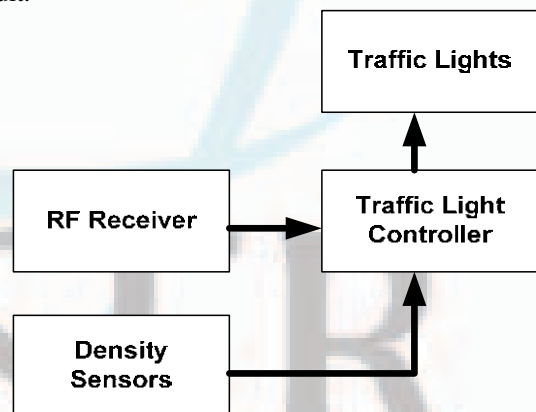 Traffic Lights
RF Receiver
Traffic Light
Controller
Density
Sensors